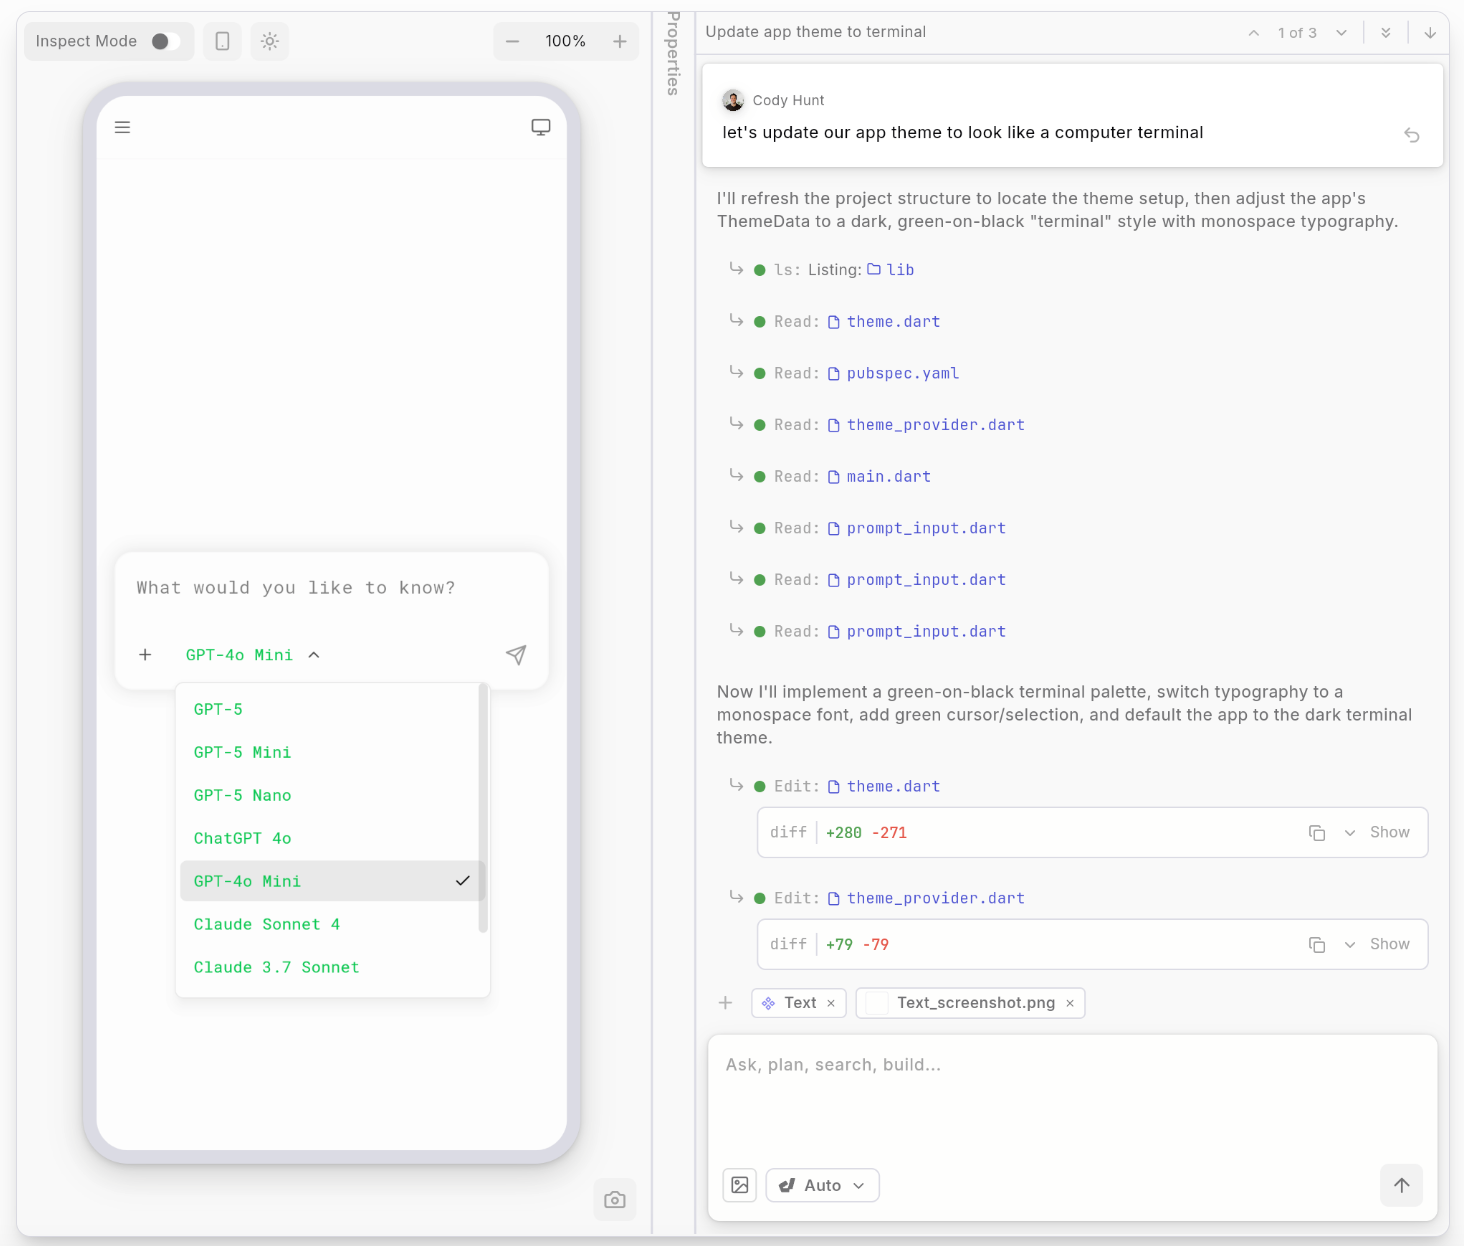 Inspect Mode
100%
Properties
What would you like to know?
GPT-4o Mini
GPT-5
GPT-5 Mini
GPT-5 Nano
ChatGPT 4o
GPT-4o Mini
Claude Sonnet 4
Claude 3.7 Sonnet
Update app theme to terminal
1 of 3
Cody Hunt
let's update our app theme to look like a computer terminal
I'll refresh the project structure to locate the theme setup, then adjust the app's
ThemeData to a dark, green-on-black "terminal" style with monospace typography.
ls: Listing: lib
Read: theme.dart
Read: pubspec.yaml
Read: theme_provider.dart
Read: main.dart
Read: prompt_input.dart
Read: prompt_input.dart
Read: prompt_input.dart
Now I'll implement a green-on-black terminal palette, switch typography to a
monospace font, add green cursor/selection, and default the app to the dark terminal
theme.
Edit: theme.dart
diff +280 -271 Show
Edit: theme_provider.dart
diff +79 -79 Show
Text × Text_screenshot.png ×
Ask, plan, search, build...
Auto